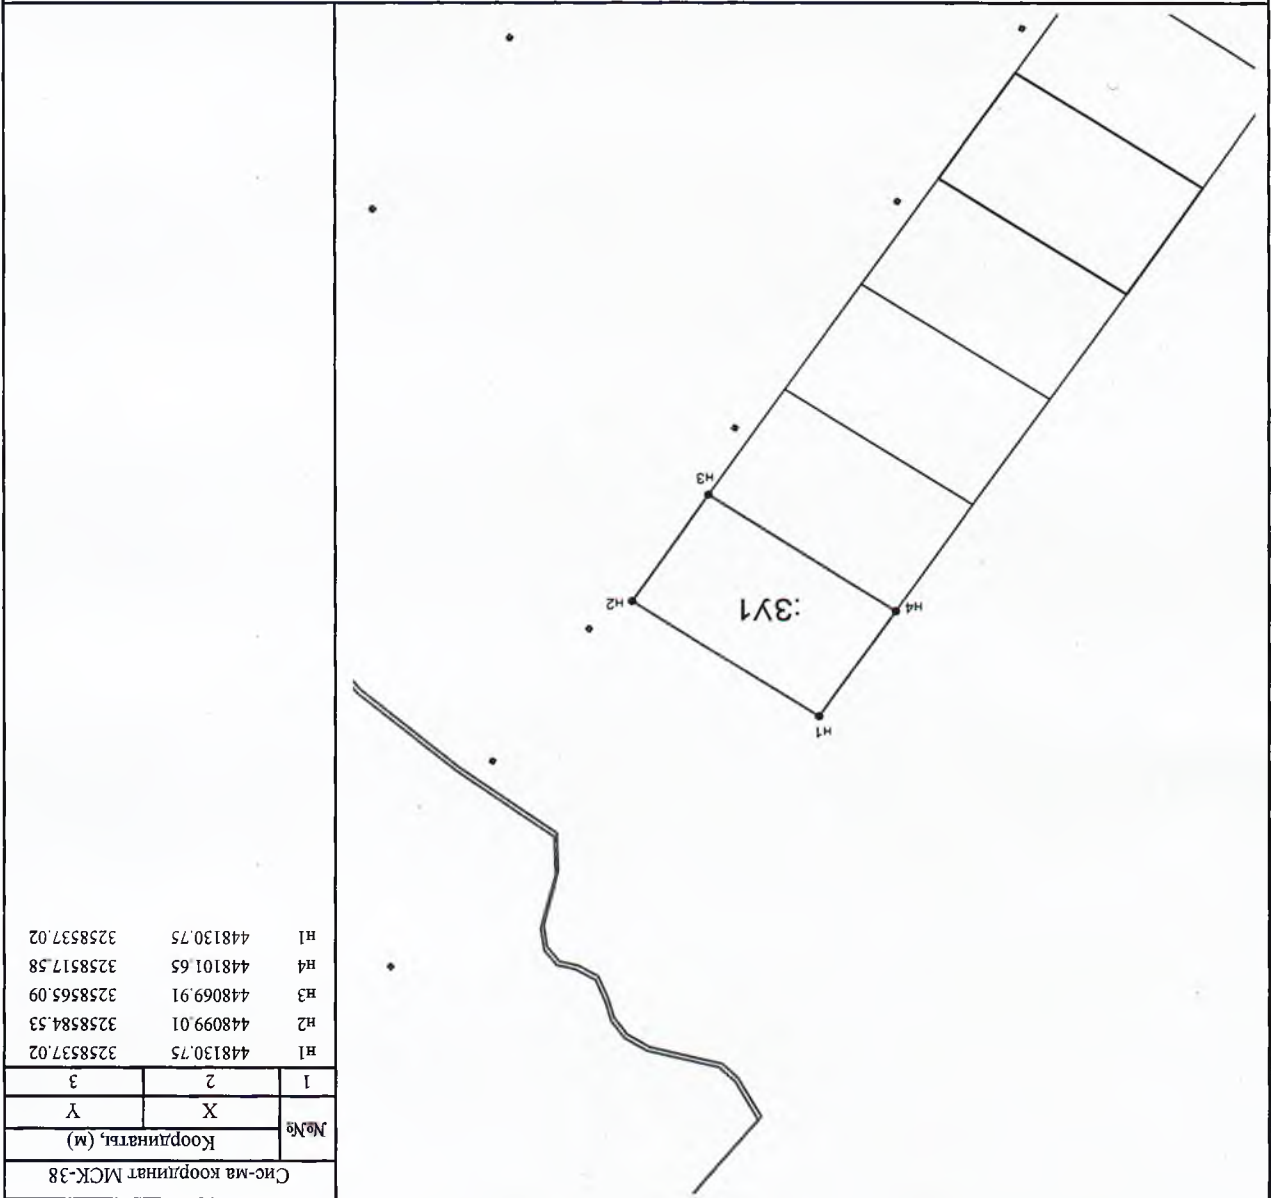 Сис-ма координат МСК-38
№№ Координаты, (м)
X Y
1 2 3
н1 448130.75 3258537.02
н2 448099.01 3258584.53
н3 448069.91 3258565.09
н4 448101.65 3258517.58
н1 448130.75 3258537.02
н1
н4
:ЗУ1
н2
н3